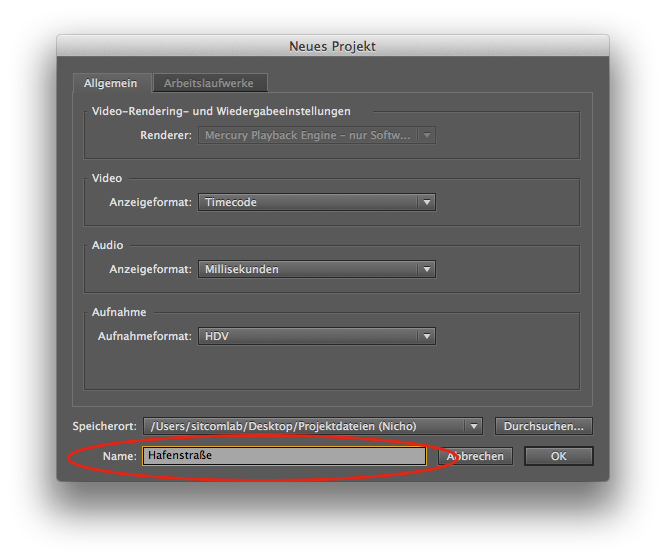 Neues Projekt
Allgemein Arbeitslaufwerke
Video-Rendering- und Wiedergabeeinstellungen
Renderer: Mercury Playback Engine – nur Softw...
Video
Anzeigeformat: Timecode
Audio
Anzeigeformat: Millisekunden
Aufnahme
Aufnahmeformat: HDV
Speicherort: /Users/sitcomlab/Desktop/Projektdateien (Nicho) Durchsuchen...
Name: Hafenstraße Abbrechen OK